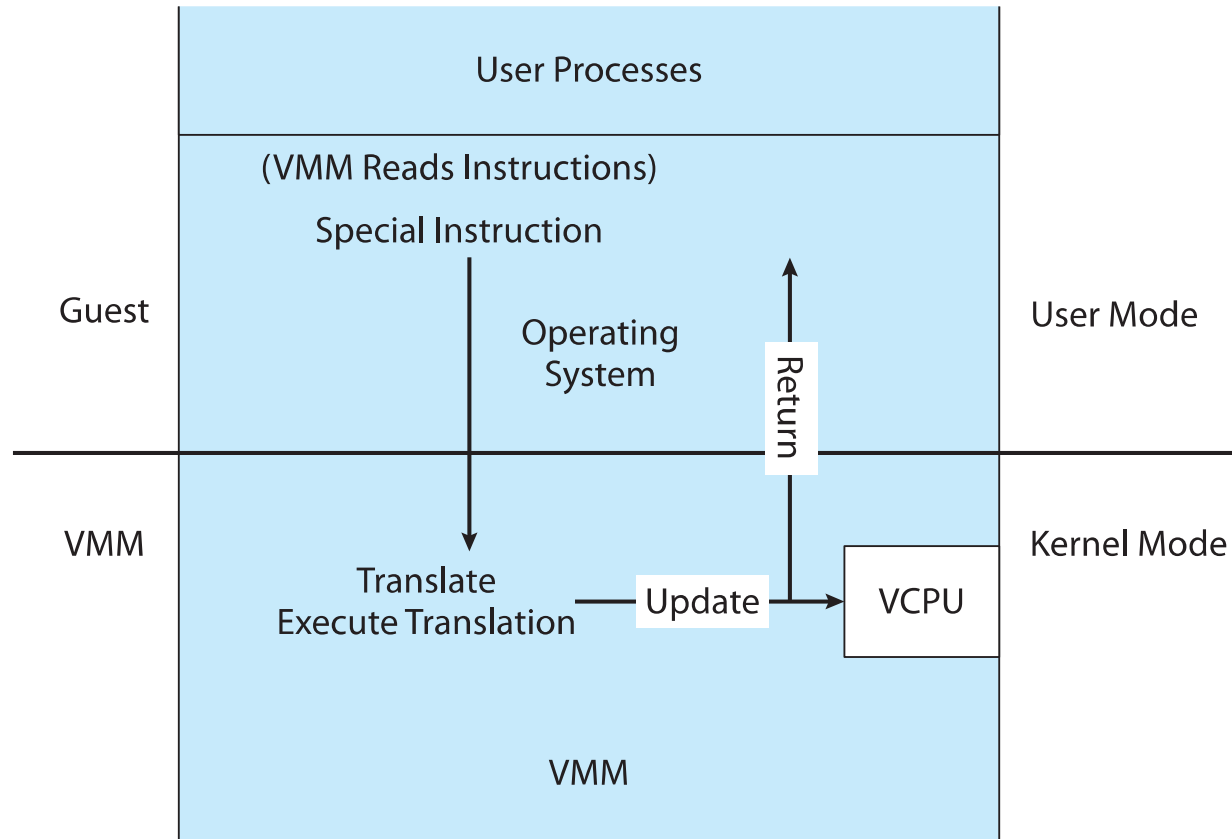 User Processes
(VMM Reads Instructions)
Special Instruction
Guest
Operating
System
Return
User Mode
VMM
Kernel Mode
Translate
Execute Translation
Update
VCPU
VMM